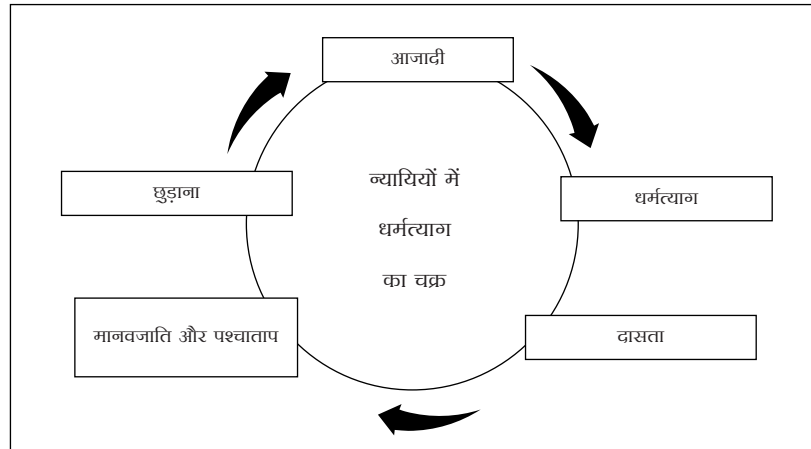 आजादी
धर्मत्याग
दासता
मानवजाति और पश्चाताप
छुड़ाना
न्यायियों में
धर्मत्याग
का चक्र